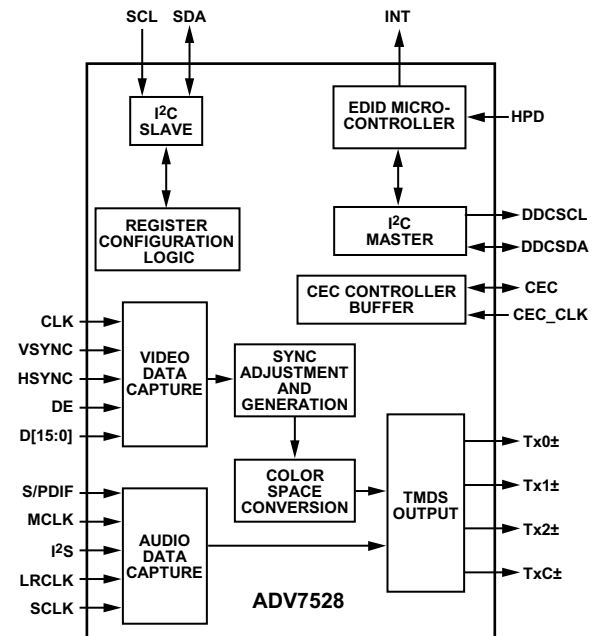 SCL SDA INT
I²C
SLAVE
EDID MICRO-
CONTROLLER
HPD
REGISTER
CONFIGURATION
LOGIC
I²C
MASTER
DDCSCL
DDCSDA
CEC CONTROLLER
BUFFER
CEC
CEC_CLK
CLK
VSYNC
HSYNC
DE
D[15:0]
VIDEO
DATA
CAPTURE
SYNC
ADJUSTMENT
AND
GENERATION
COLOR
SPACE
CONVERSION
TMDS
OUTPUT
Tx0±
Tx1±
Tx2±
TxC±
S/PDIF
MCLK
I²S
LRCLK
SCLK
AUDIO
DATA
CAPTURE
ADV7528